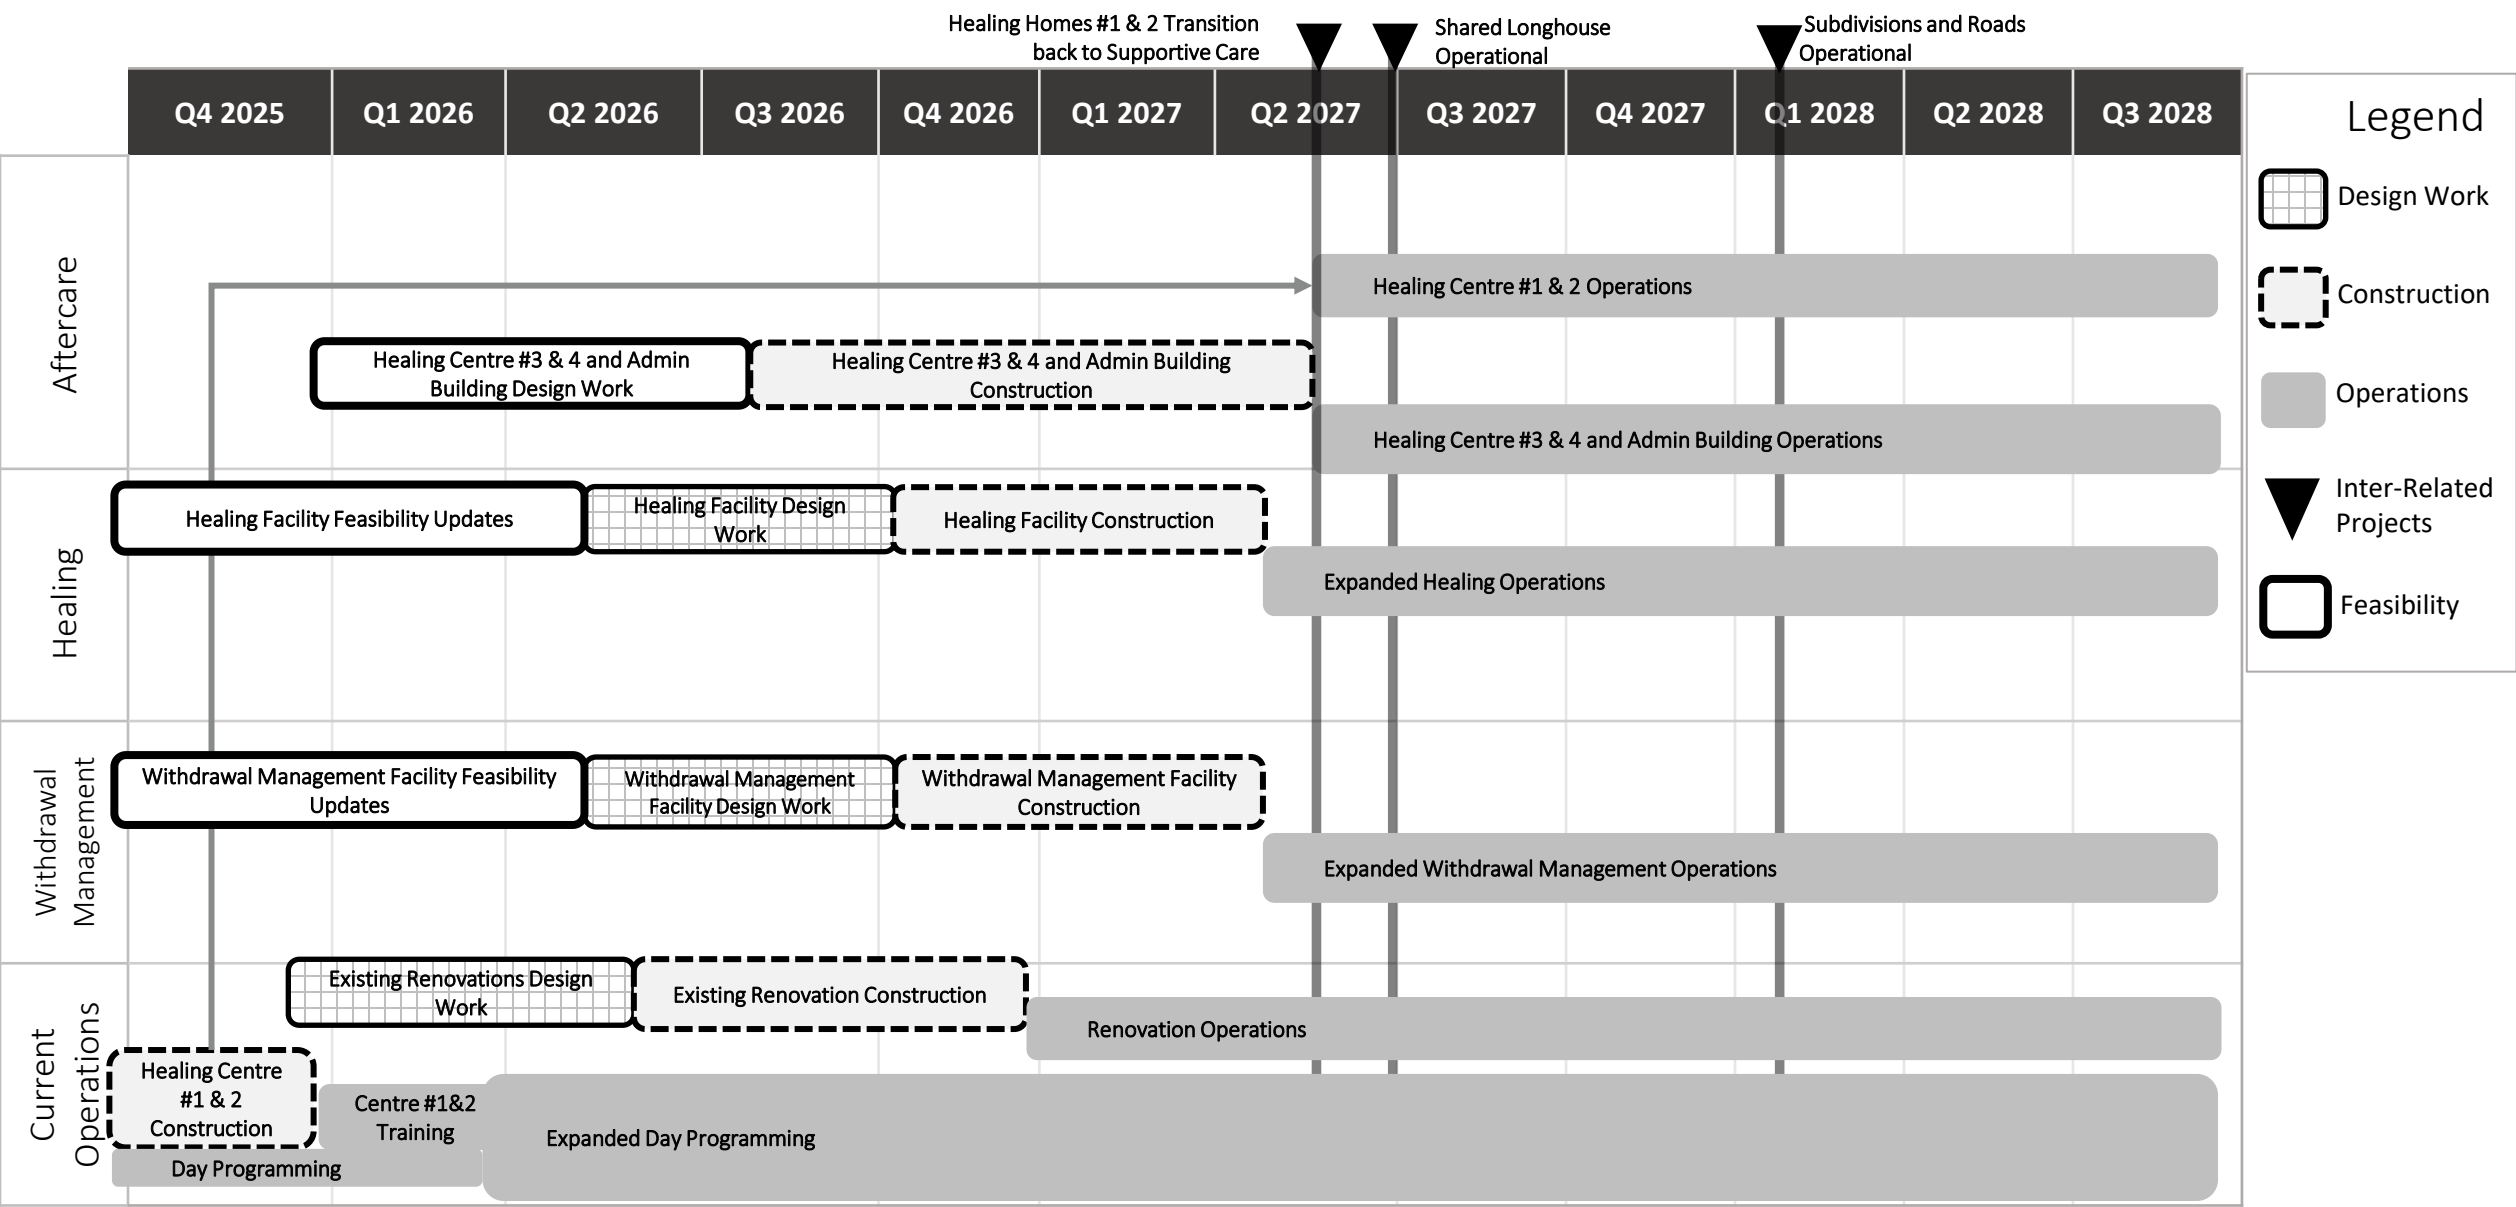 Healing Homes #1 & 2 Transition
back to Supportive Care
Shared Longhouse
Operational
Subdivisions and Roads
Operational
Q4 2025
Q1 2026
Q2 2026
Q3 2026
Q4 2026
Q1 2027
Q2 2027
Q3 2027
Q4 2027
Q1 2028
Q2 2028
Q3 2028
Legend
Design Work
Construction
Operations
Inter-Related
Projects
Feasibility
Aftercare
Healing Centre #1 & 2 Operations
Healing Centre #3 & 4 and Admin
Building Design Work
Healing Centre #3 & 4 and Admin Building
Construction
Healing Centre #3 & 4 and Admin Building Operations
Healing
Healing Facility Feasibility Updates
Healing Facility Design
Work
Healing Facility Construction
Expanded Healing Operations
Withdrawal
Management
Withdrawal Management Facility Feasibility
Updates
Withdrawal Management
Facility Design Work
Withdrawal Management Facility
Construction
Expanded Withdrawal Management Operations
Current
Operations
Existing Renovations Design
Work
Existing Renovation Construction
Renovation Operations
Healing Centre
#1 & 2
Construction
Centre #1&2
Training
Expanded Day Programming
Day Programming